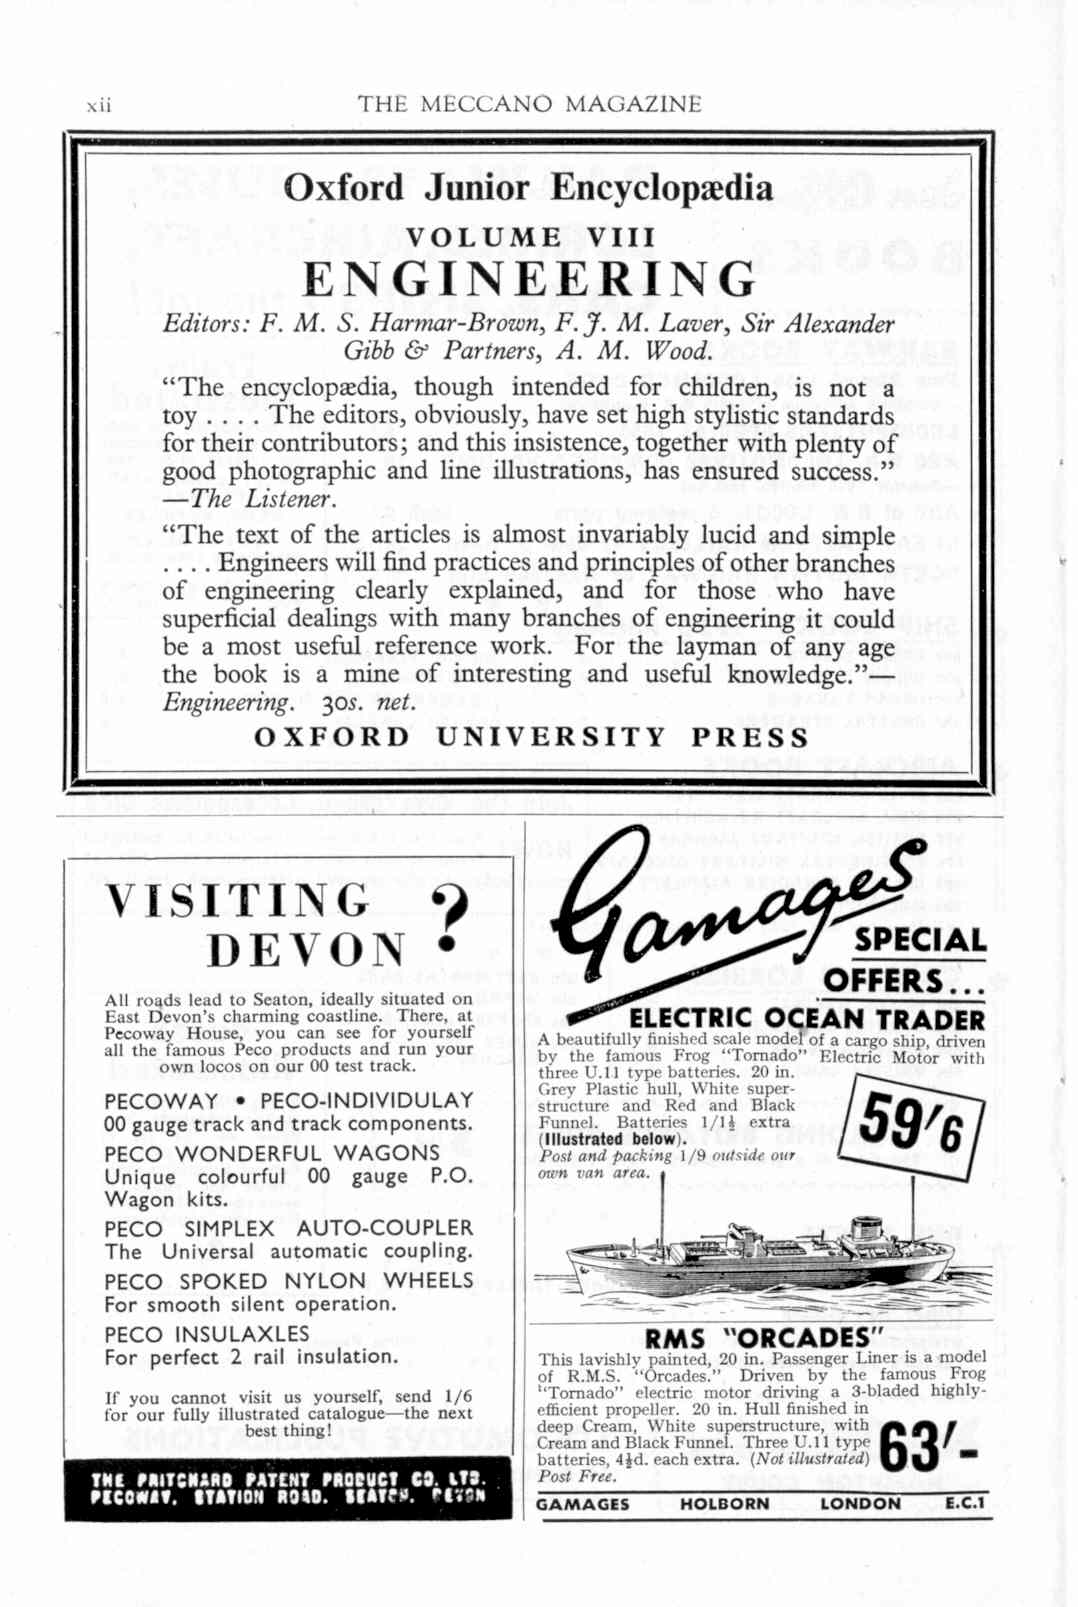 xii
THE MECCANO MAGAZINE
Oxford Junior Encyclopædia
VOLUME VIII
ENGINEERING
Editors: F. M. S. Harmar-Brown, F. J. M. Laver, Sir Alexander
Gibb & Partners, A. M. Wood.
“The encyclopædia, though intended for children, is not a
toy . . . . The editors, obviously, have set high stylistic standards
for their contributors; and this insistence, together with plenty of
good photographic and line illustrations, has ensured success.”
—The Listener.
“The text of the articles is almost invariably lucid and simple
. . . . Engineers will find practices and principles of other branches
of engineering clearly explained, and for those who have
superficial dealings with many branches of engineering it could
be a most useful reference work. For the layman of any age
the book is a mine of interesting and useful knowledge.”—
Engineering. 30s. net.
OXFORD UNIVERSITY PRESS
VISITING
DEVON ?
All roads lead to Seaton, ideally situated on
East Devon's charming coastline. There, at
Pecoway House, you can see for yourself
all the famous Peco products and run your
own locos on our 00 test track.
PECOWAY • PECO-INDIVIDULAY
00 gauge track and track components.
PECO WONDERFUL WAGONS
Unique colourful 00 gauge P.O.
Wagon kits.
PECO SIMPLEX AUTO-COUPLER
The Universal automatic coupling.
PECO SPOKED NYLON WHEELS
For smooth silent operation.
PECO INSULAXLES
For perfect 2 rail insulation.
If you cannot visit us yourself, send 1/6
for our fully illustrated catalogue—the next
best thing!
THE PRITCHARD PATENT PRODUCT CO. LTD.
PECOWAY, STATION ROAD, SEATON, DEVON
Gamages
SPECIAL
OFFERS...
ELECTRIC OCEAN TRADER
A beautifully finished scale model of a cargo ship, driven
by the famous Frog “Tornado” Electric Motor with
three U.11 type batteries. 20 in.
Grey Plastic hull, White super-
structure and Red and Black
Funnel. Batteries 1/1½ extra
(Illustrated below).
Post and packing 1/9 outside our
own van area.
59/6
RMS "ORCADES"
This lavishly painted, 20 in. Passenger Liner is a model
of R.M.S. “Orcades.” Driven by the famous Frog
“Tornado” electric motor driving a 3-bladed highly-
efficient propeller. 20 in. Hull finished in
deep Cream, White superstructure, with
Cream and Black Funnel. Three U.11 type
batteries, 4½d. each extra. (Not illustrated)
Post Free.
63/-
GAMAGES HOLBORN LONDON E.C.1